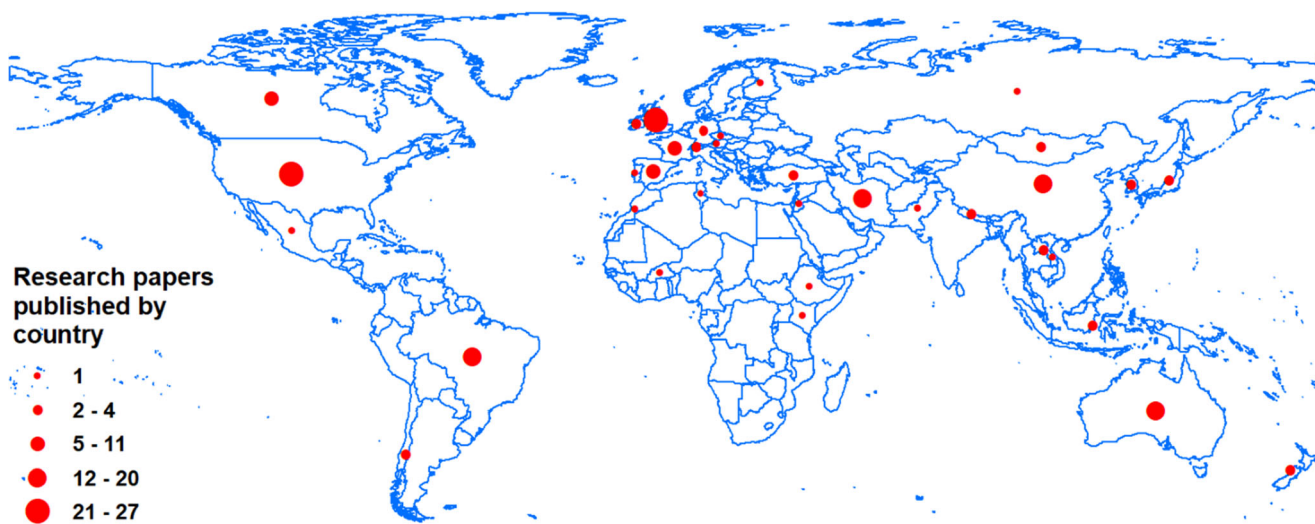 Research papers
published by
country
1
2 - 4
5 - 11
12 - 20
21 - 27